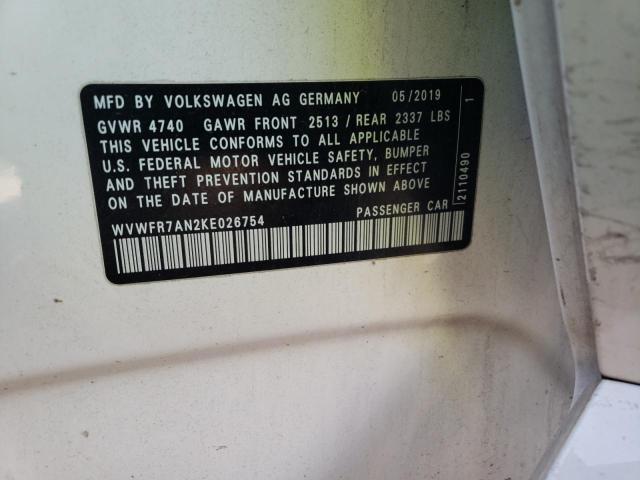 MFD BY VOLKSWAGEN AG GERMANY 05/2019
GVWR 4740 GAWR FRONT 2513 / REAR 2337 LBS
THIS VEHICLE CONFORMS TO ALL APPLICABLE
U.S. FEDERAL MOTOR VEHICLE SAFETY, BUMPER
AND THEFT PREVENTION STANDARDS IN EFFECT
ON THE DATE OF MANUFACTURE SHOWN ABOVE
WVWFR7AN2KE026754 PASSENGER CAR
2110490 1